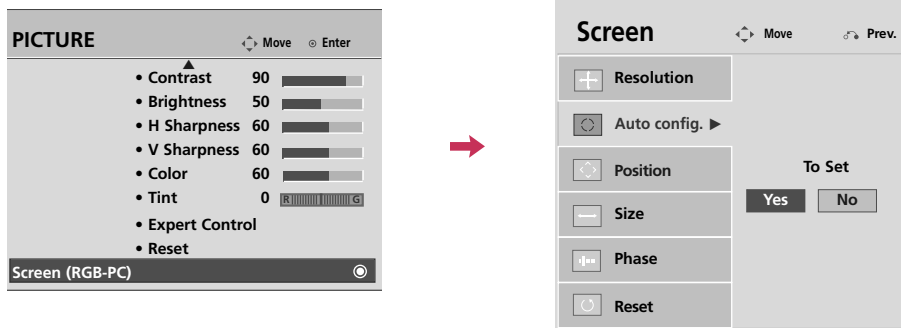 PICTURE
Move
Enter
• Contrast 90
• Brightness 50
• H Sharpness 60
• V Sharpness 60
• Color 60
• Tint 0 R G
• Expert Control
• Reset
Screen (RGB-PC)
Screen
Move
Prev.
Resolution
Auto config. ►
Position
Size
Phase
Reset
To Set
Yes No